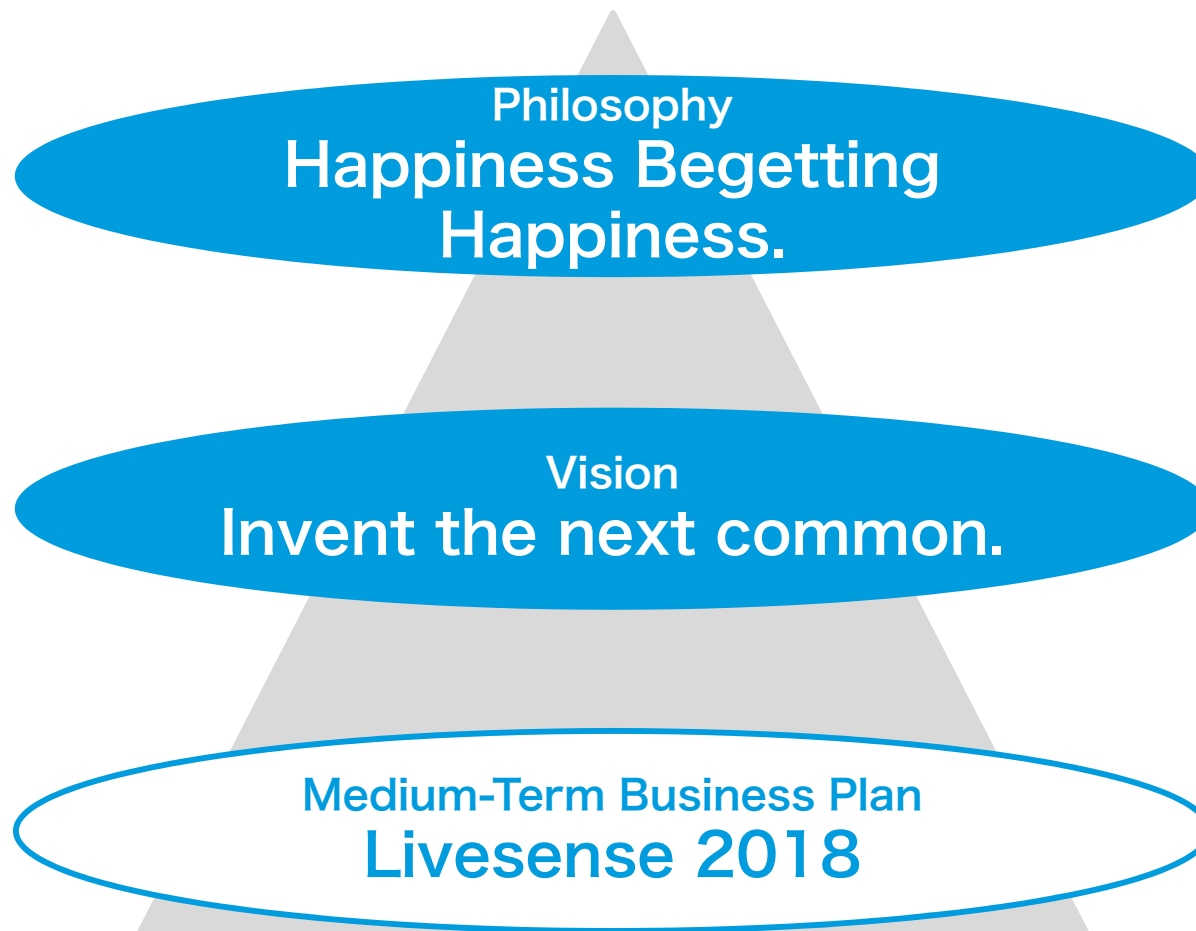 Philosophy
Happiness Begetting
Happiness.
Vision
Invent the next common.
Medium-Term Business Plan
Livesense 2018